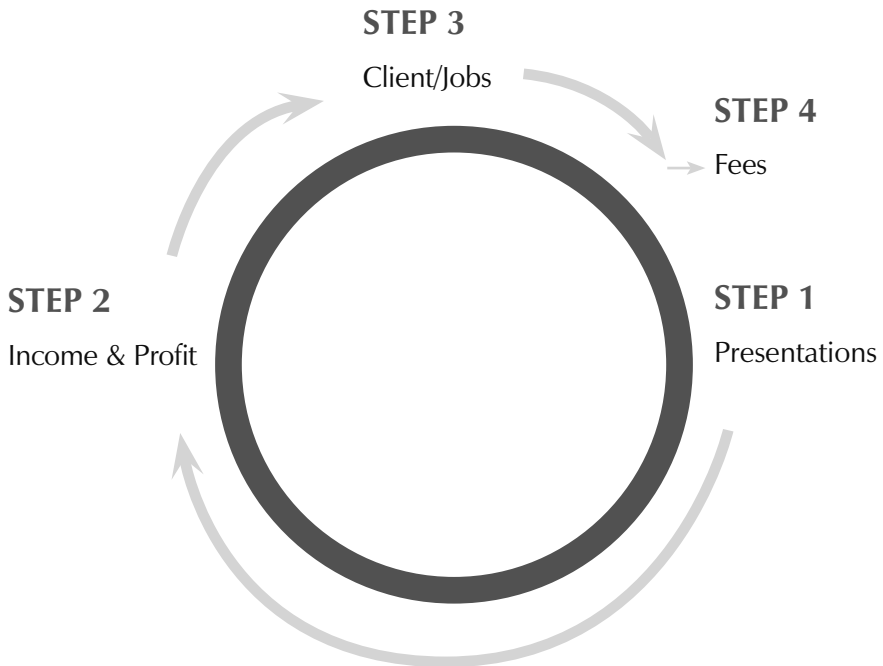 STEP 3
Client/Jobs
STEP 4
Fees
STEP 2
Income & Profit
STEP 1
Presentations